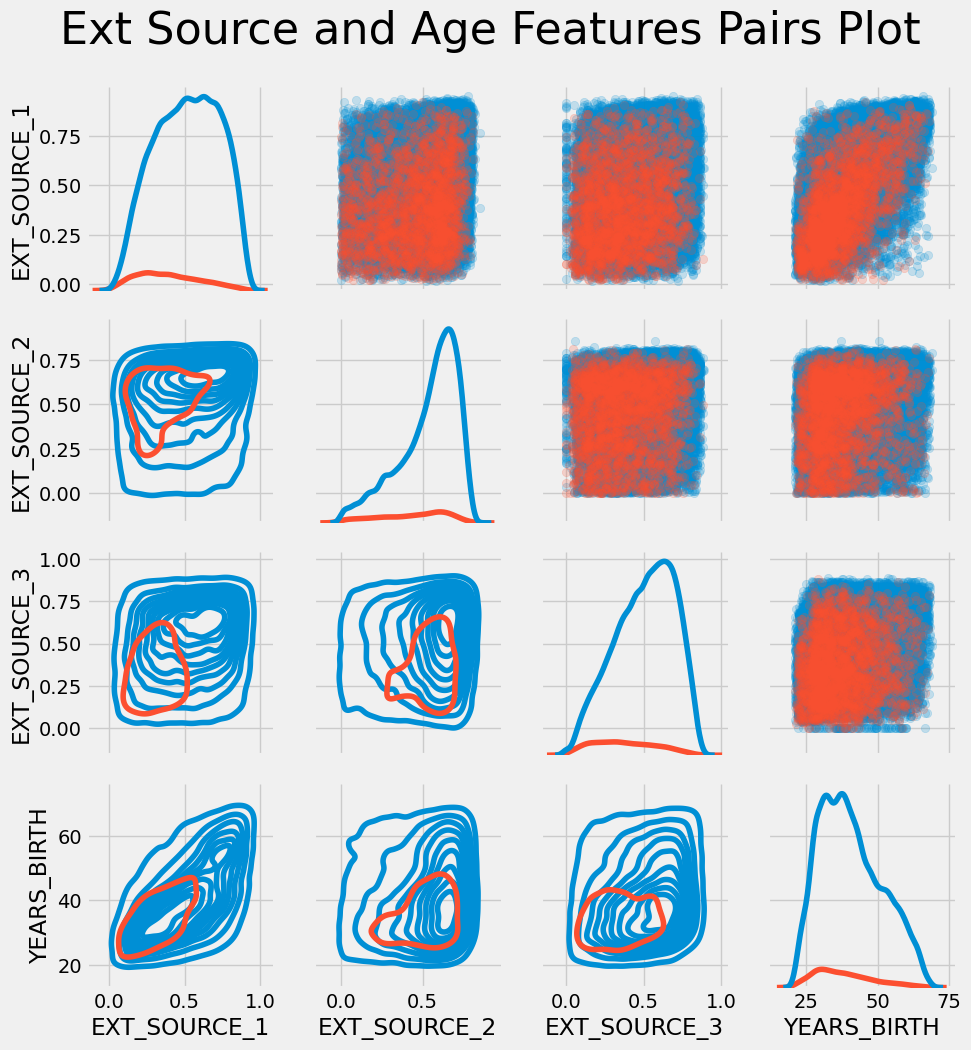 Ext Source and Age Features Pairs Plot
EXT_SOURCE_1
0.75
0.50
0.25
0.00
EXT_SOURCE_2
0.75
0.50
0.25
0.00
EXT_SOURCE_3
1.00
0.75
0.50
0.25
0.00
YEARS_BIRTH
60
40
20
0.0 0.5 1.0 0.0 0.5 0.0 0.5 1.0 25 50 75
EXT_SOURCE_1 EXT_SOURCE_2 EXT_SOURCE_3 YEARS_BIRTH